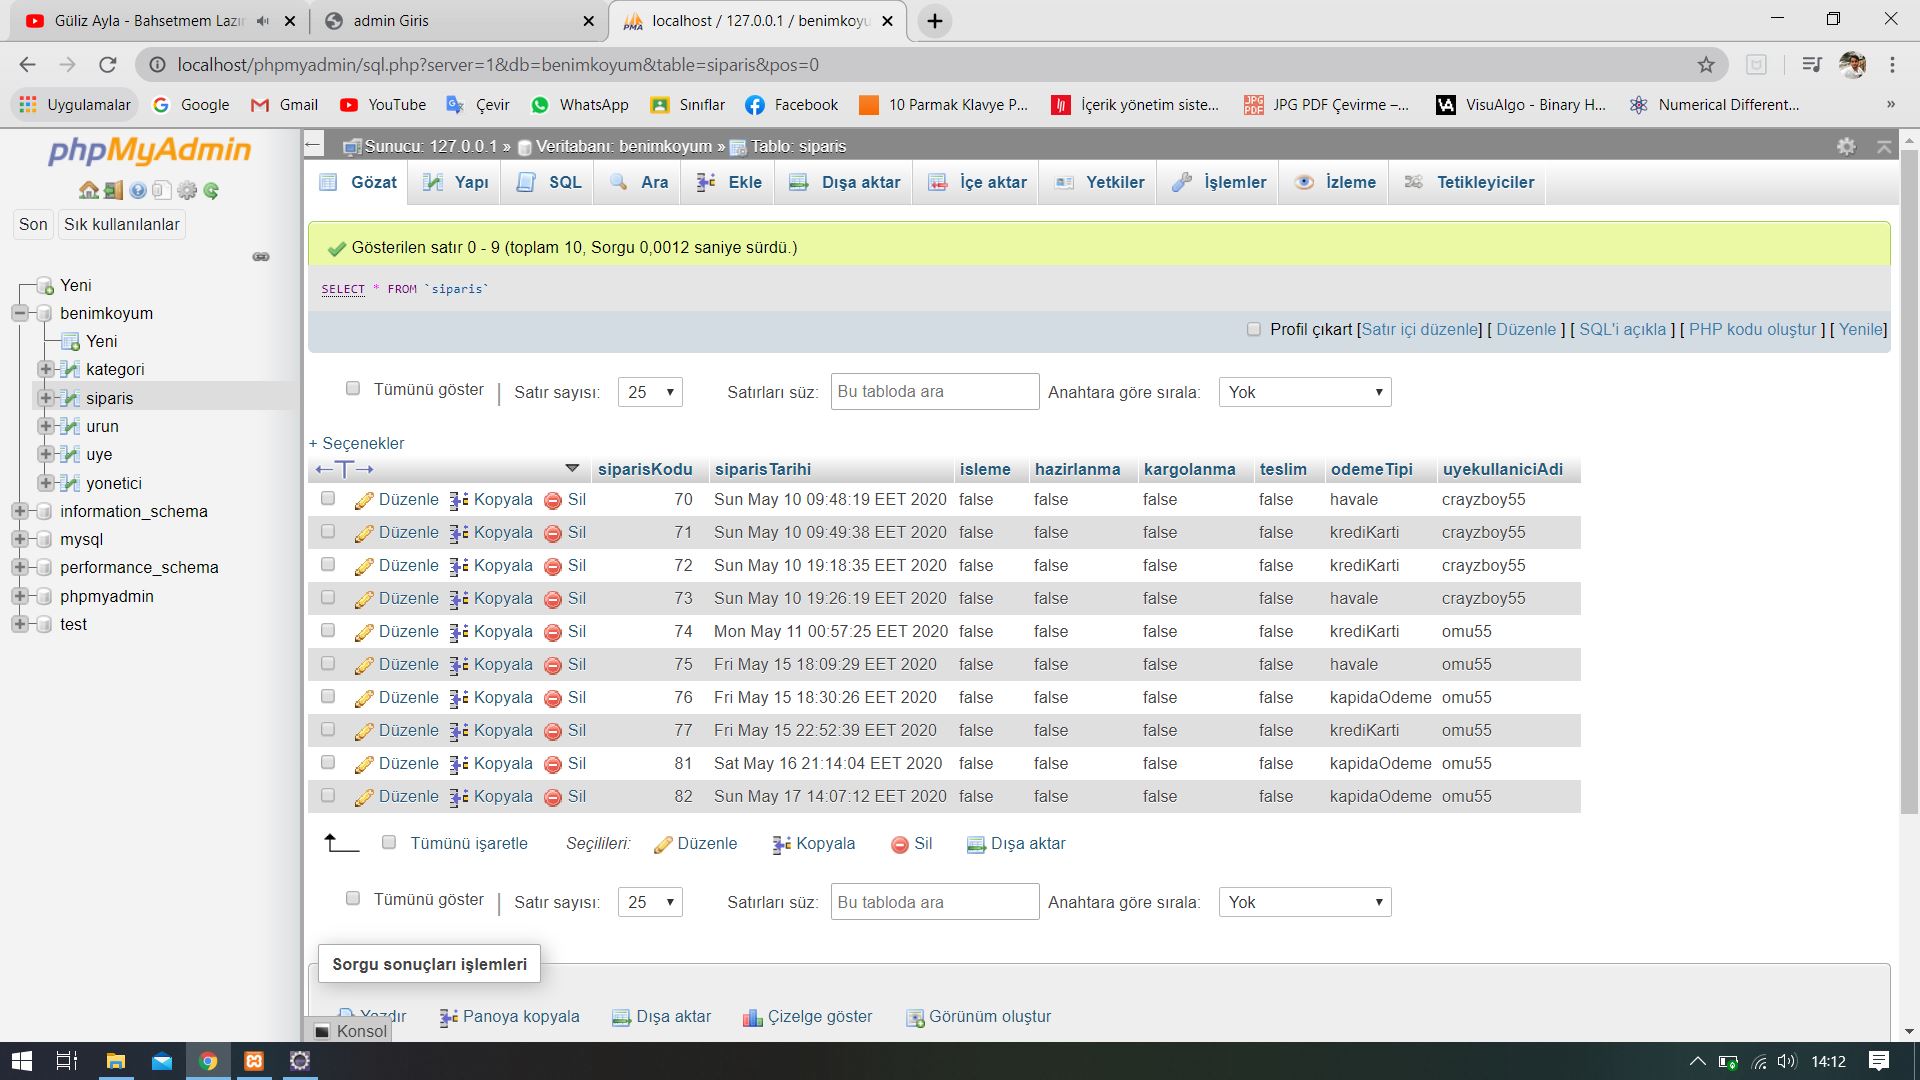 Güliz Ayla - Bahsetmem Lazı
admin Giris
localhost / 127.0.0.1 / benimkoyu
localhost/phpmyadmin/sql.php?server=1&db=benimkoyum&table=siparis&pos=0
Uygulamalar Google Gmail YouTube Çevir WhatsApp Sınıflar Facebook 10 Parmak Klavye P... İçerik yönetim siste... JPG PDF Çevirme –... VisuAlgo - Binary H... Numerical Different... »
phpMyAdmin
Son Sık kullanılanlar
Yeni
benimkoyum
Yeni
kategori
siparis
urun
uye
yonetici
information_schema
mysql
performance_schema
phpmyadmin
test
Sunucu: 127.0.0.1 » Veritabanı: benimkoyum » Tablo: siparis
Gözat Yapı SQL Ara Ekle Dışa aktar İçe aktar Yetkiler İşlemler İzleme Tetikleyiciler
Gösterilen satır 0 - 9 (toplam 10, Sorgu 0,0012 saniye sürdü.)
SELECT * FROM `siparis`
Profil çıkart [Satır içi düzenle] [ Düzenle ] [ SQL'i açıkla ] [ PHP kodu oluştur ] [ Yenile]
Tümünü göster | Satır sayısı: 25 Satırları süz: Bu tabloda ara Anahtara göre sırala: Yok
+ Seçenekler
←T→ siparisKodu siparisTarihi isleme hazirlanma kargolanma teslim odemeTipi uyekullaniciAdi
Düzenle Kopyala Sil 70 Sun May 10 09:48:19 EET 2020 false false false false havale crayzboy55
Düzenle Kopyala Sil 71 Sun May 10 09:49:38 EET 2020 false false false false krediKarti crayzboy55
Düzenle Kopyala Sil 72 Sun May 10 19:18:35 EET 2020 false false false false krediKarti crayzboy55
Düzenle Kopyala Sil 73 Sun May 10 19:26:19 EET 2020 false false false false havale crayzboy55
Düzenle Kopyala Sil 74 Mon May 11 00:57:25 EET 2020 false false false false krediKarti omu55
Düzenle Kopyala Sil 75 Fri May 15 18:09:29 EET 2020 false false false false havale omu55
Düzenle Kopyala Sil 76 Fri May 15 18:30:26 EET 2020 false false false false kapidaOdeme omu55
Düzenle Kopyala Sil 77 Fri May 15 22:52:39 EET 2020 false false false false krediKarti omu55
Düzenle Kopyala Sil 81 Sat May 16 21:14:04 EET 2020 false false false false kapidaOdeme omu55
Düzenle Kopyala Sil 82 Sun May 17 14:07:12 EET 2020 false false false false kapidaOdeme omu55
Tümünü işaretle Seçilileri: Düzenle Kopyala Sil Dışa aktar
Tümünü göster | Satır sayısı: 25 Satırları süz: Bu tabloda ara Anahtara göre sırala: Yok
Sorgu sonuçları işlemleri
Yazdır Panoya kopyala Dışa aktar Çizelge göster Görünüm oluştur
Konsol
14:12